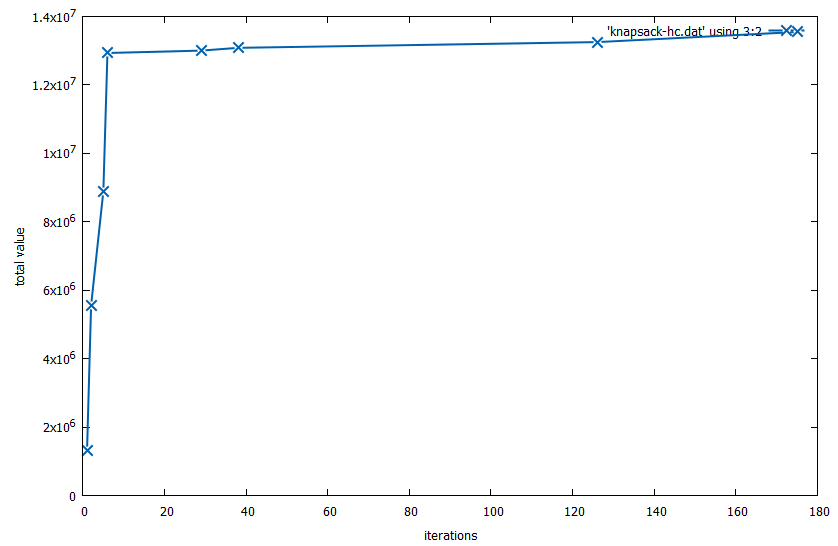 1.4x10^7
'knapsack-hc.dat' using 3:2
1.2x10^7
1x10^7
8x10^6
6x10^6
4x10^6
2x10^6
0
total value
0 20 40 60 80 100 120 140 160 180
iterations